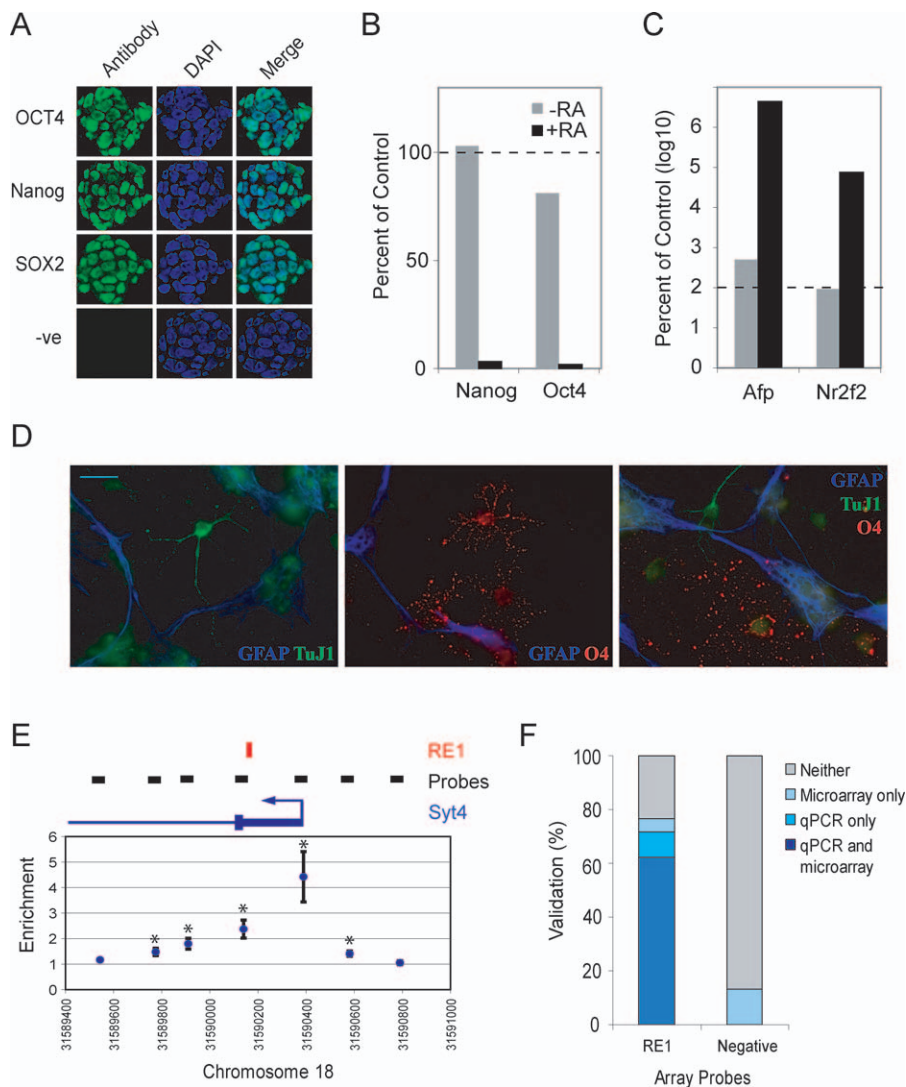 A
Antibody
DAPI
Merge
OCT4
Nanog
SOX2
-ve
B
Percent of Control
100
50
0
-RA
+RA
Nanog
Oct4
C
Percent of Control (log10)
6
5
4
3
2
1
0
Afp
Nr2f2
D
GFAP TuJ1
GFAP O4
GFAP
TuJ1
O4
E
RE1
Probes
Syt4
Enrichment
6
5
4
3
2
1
0
* * * * *
31589400
31589600
31589800
31590000
31590200
31590400
31590600
31590800
31591000
Chromosome 18
F
Validation (%)
100
80
60
40
20
0
RE1
Negative
Array Probes
Neither
Microarray only
qPCR only
qPCR and
microarray